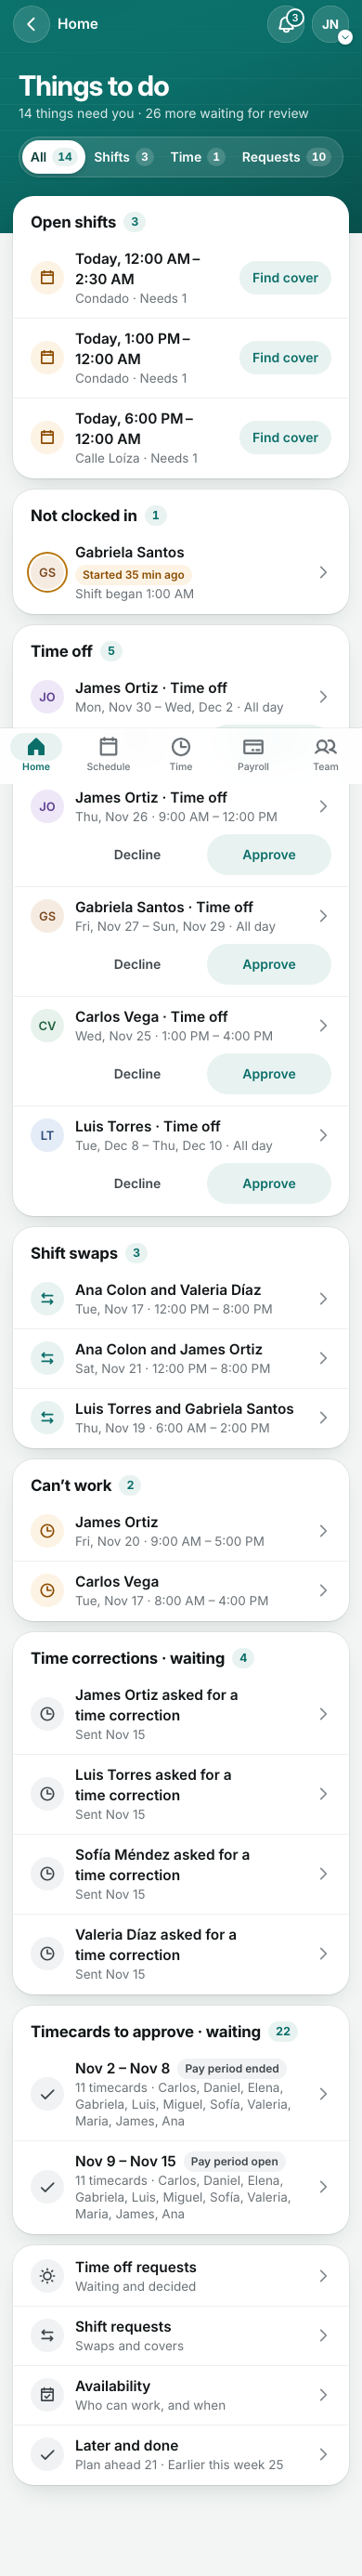 Home
3
JN
Things to do
14 things need you · 26 more waiting for review
All 14 Shifts 3 Time 1 Requests 10
Open shifts 3
Today, 12:00 AM –
2:30 AM
Condado · Needs 1
Find cover
Today, 1:00 PM –
12:00 AM
Condado · Needs 1
Find cover
Today, 6:00 PM –
12:00 AM
Calle Loíza · Needs 1
Find cover
Not clocked in 1
GS
Gabriela Santos
Started 35 min ago
Shift began 1:00 AM
Time off 5
JO
James Ortiz · Time off
Mon, Nov 30 – Wed, Dec 2 · All day
Home Schedule Time Payroll Team
JO
James Ortiz · Time off
Thu, Nov 26 · 9:00 AM – 12:00 PM
Decline Approve
GS
Gabriela Santos · Time off
Fri, Nov 27 – Sun, Nov 29 · All day
Decline Approve
CV
Carlos Vega · Time off
Wed, Nov 25 · 1:00 PM – 4:00 PM
Decline Approve
LT
Luis Torres · Time off
Tue, Dec 8 – Thu, Dec 10 · All day
Decline Approve
Shift swaps 3
Ana Colon and Valeria Díaz
Tue, Nov 17 · 12:00 PM – 8:00 PM
Ana Colon and James Ortiz
Sat, Nov 21 · 12:00 PM – 8:00 PM
Luis Torres and Gabriela Santos
Thu, Nov 19 · 6:00 AM – 2:00 PM
Can't work 2
James Ortiz
Fri, Nov 20 · 9:00 AM – 5:00 PM
Carlos Vega
Tue, Nov 17 · 8:00 AM – 4:00 PM
Time corrections · waiting 4
James Ortiz asked for a
time correction
Sent Nov 15
Luis Torres asked for a
time correction
Sent Nov 15
Sofía Méndez asked for a
time correction
Sent Nov 15
Valeria Díaz asked for a
time correction
Sent Nov 15
Timecards to approve · waiting 22
Nov 2 – Nov 8 Pay period ended
11 timecards · Carlos, Daniel, Elena,
Gabriela, Luis, Miguel, Sofía, Valeria,
Maria, James, Ana
Nov 9 – Nov 15 Pay period open
11 timecards · Carlos, Daniel, Elena,
Gabriela, Luis, Miguel, Sofía, Valeria,
Maria, James, Ana
Time off requests
Waiting and decided
Shift requests
Swaps and covers
Availability
Who can work, and when
Later and done
Plan ahead 21 · Earlier this week 25